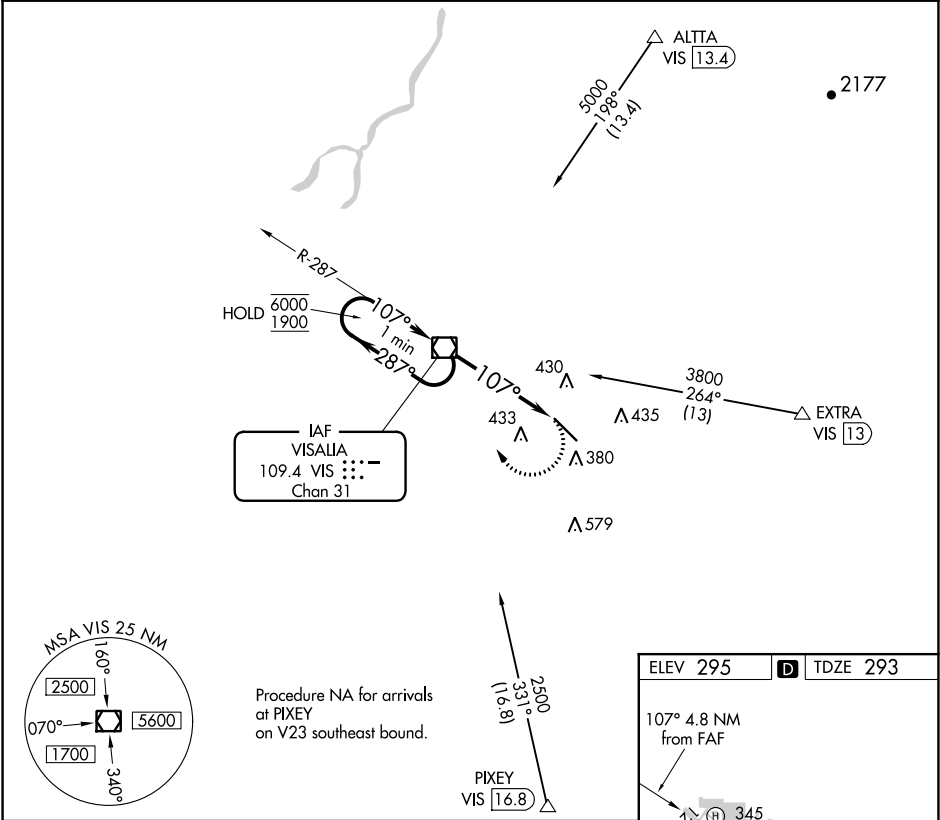 ALTTA
VIS 13.4
5000
198°
(13.4)
2177
R-287
HOLD 6000
1900
107°
1 min
287°
107°
430
433
435
380
579
3800
264°
(13)
EXTRA
VIS 13
IAF
VISALIA
109.4 VIS
Chan 31
MSA VIS 25 NM
160°
2500
070°
5600
1700
340°
Procedure NA for arrivals
at PIXEY
on V23 southeast bound.
2500
331°
(16.8)
PIXEY
VIS 16.8
ELEV 295 D TDZE 293
107° 4.8 NM
from FAF
H 345